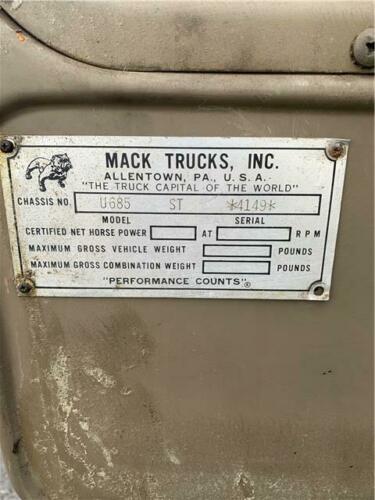 MACK TRUCKS, INC.
ALLENTOWN, PA., U.S.A.
"THE TRUCK CAPITAL OF THE WORLD"
CHASSIS NO. U685 ST *4149*
MODEL SERIAL
CERTIFIED NET HORSE POWER AT RPM
MAXIMUM GROSS VEHICLE WEIGHT POUNDS
MAXIMUM GROSS COMBINATION WEIGHT POUNDS
"PERFORMANCE COUNTS"®